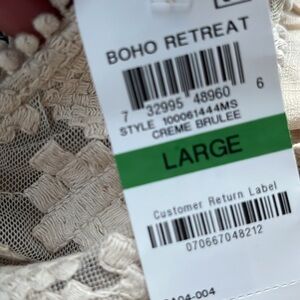 BOHO RETREAT
7 32995 48960 6
STYLE 100061444MS
CREME BRULEE
LARGE
Customer Return Label
070667048212